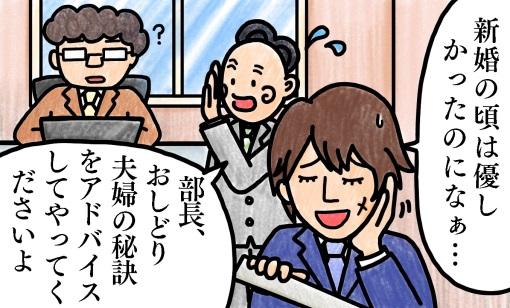 新婚の頃は優し
かったのになぁ…
部長、
おしどり
夫婦の秘訣
をアドバイス
してやってく
ださいよ
?